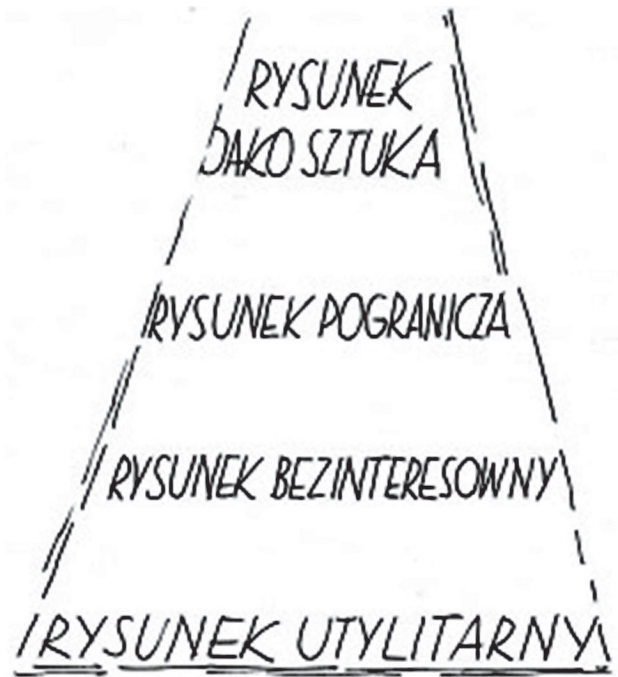 RYSUNEK
JAKO SZTUKA
RYSUNEK POGRANICZA
RYSUNEK BEZINTERESOWNY
RYSUNEK UTYLITARNY